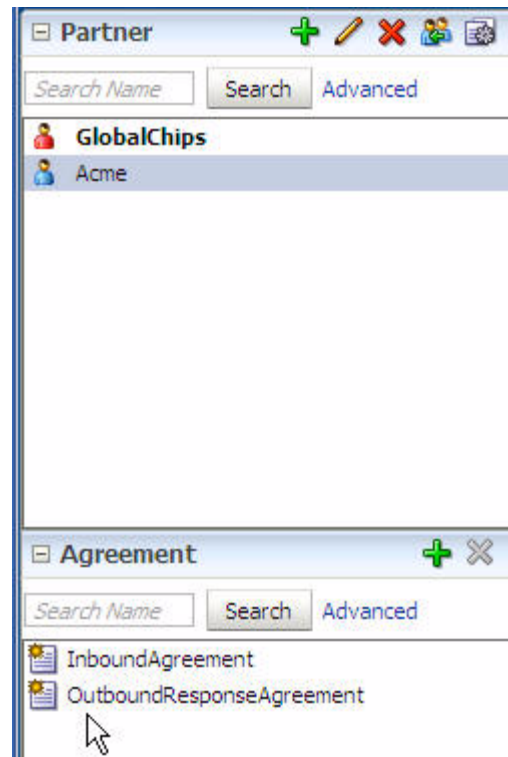 Partner
Search Name Search Advanced
GlobalChips
Acme
Agreement
Search Name Search Advanced
InboundAgreement
OutboundResponseAgreement